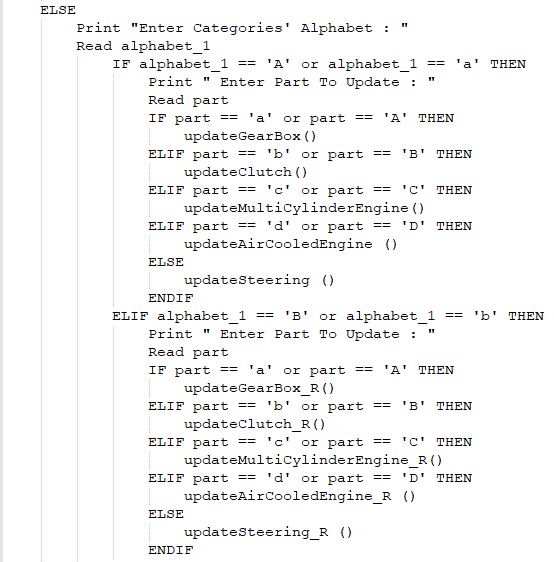 ELSE
Print "Enter Categories' Alphabet : "
Read alphabet_1
IF alphabet_1 == 'A' or alphabet_1 == 'a' THEN
Print " Enter Part To Update : "
Read part
IF part == 'a' or part == 'A' THEN
updateGearBox()
ELIF part == 'b' or part == 'B' THEN
updateClutch()
ELIF part == 'c' or part == 'C' THEN
updateMultiCylinderEngine()
ELIF part == 'd' or part == 'D' THEN
updateAirCooledEngine ()
ELSE
updateSteering ()
ENDIF
ELIF alphabet_1 == 'B' or alphabet_1 == 'b' THEN
Print " Enter Part To Update : "
Read part
IF part == 'a' or part == 'A' THEN
updateGearBox_R()
ELIF part == 'b' or part == 'B' THEN
updateClutch_R()
ELIF part == 'c' or part == 'C' THEN
updateMultiCylinderEngine_R()
ELIF part == 'd' or part == 'D' THEN
updateAirCooledEngine_R ()
ELSE
updateSteering_R ()
ENDIF